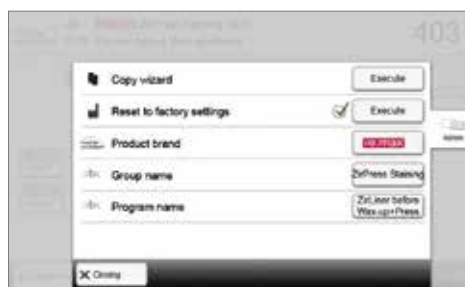 403
Copy wizard
Execute
Reset to factory settings
Execute
Product brand
Group name
ZirPress Staining
Program name
ZirLiner before
Wax-up+Press
Closing